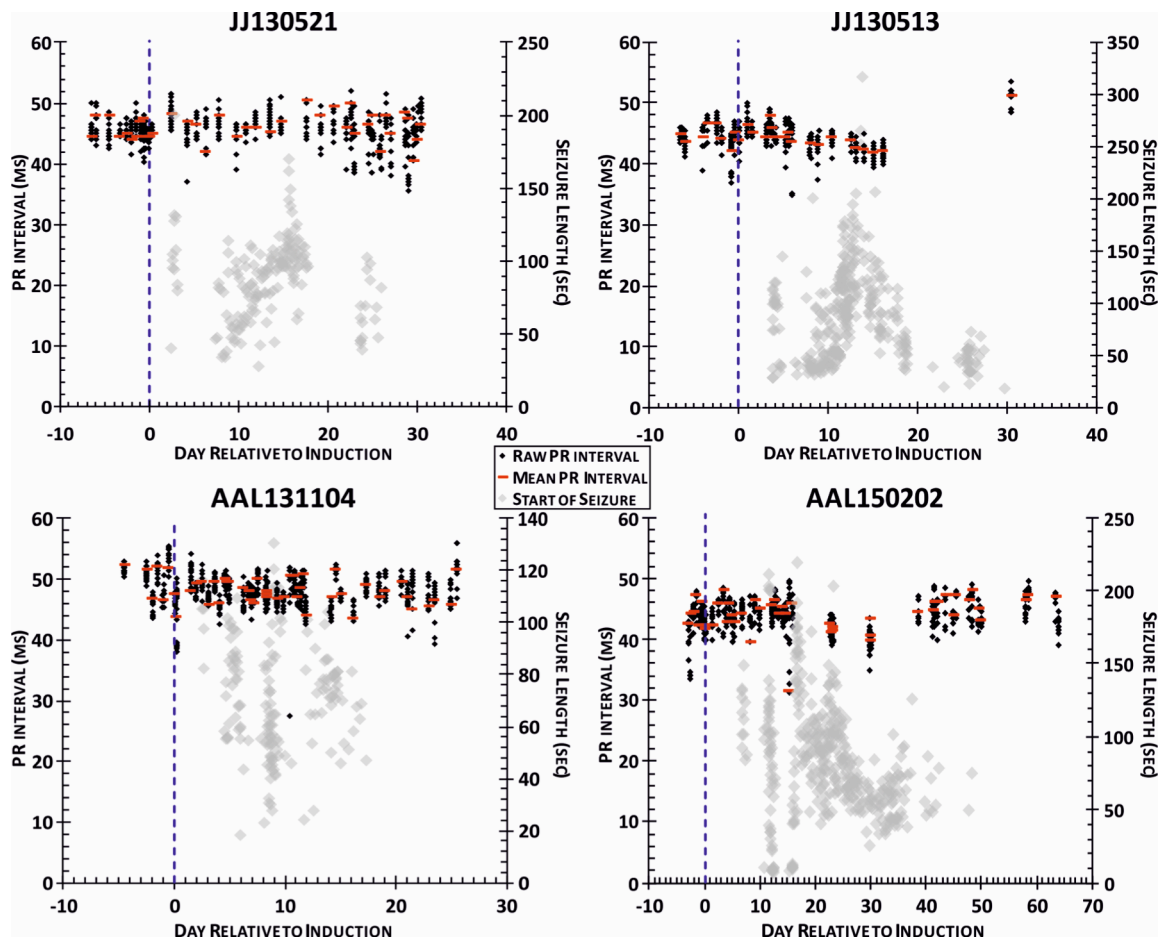 JJ130521
JJ130513
60
50
40
30
20
10
0
250
200
150
100
50
0
PR INTERVAL (MS)
SEIZURE LENGTH (SEC)
-10 0 10 20 30 40
DAY RELATIVE TO INDUCTION
60
50
40
30
20
10
0
350
300
250
200
150
100
50
0
PR INTERVAL (MS)
SEIZURE LENGTH (SEC)
-10 0 10 20 30 40
DAY RELATIVE TO INDUCTION
RAW PR INTERVAL
MEAN PR INTERVAL
START OF SEIZURE
AAL131104
AAL150202
60
50
40
30
20
10
0
140
120
100
80
60
40
20
0
PR INTERVAL (MS)
SEIZURE LENGTH (SEC)
-10 0 10 20 30
DAY RELATIVE TO INDUCTION
60
50
40
30
20
10
0
250
200
150
100
50
0
PR INTERVAL (MS)
SEIZURE LENGTH (SEC)
-10 0 10 20 30 40 50 60 70
DAY RELATIVE TO INDUCTION